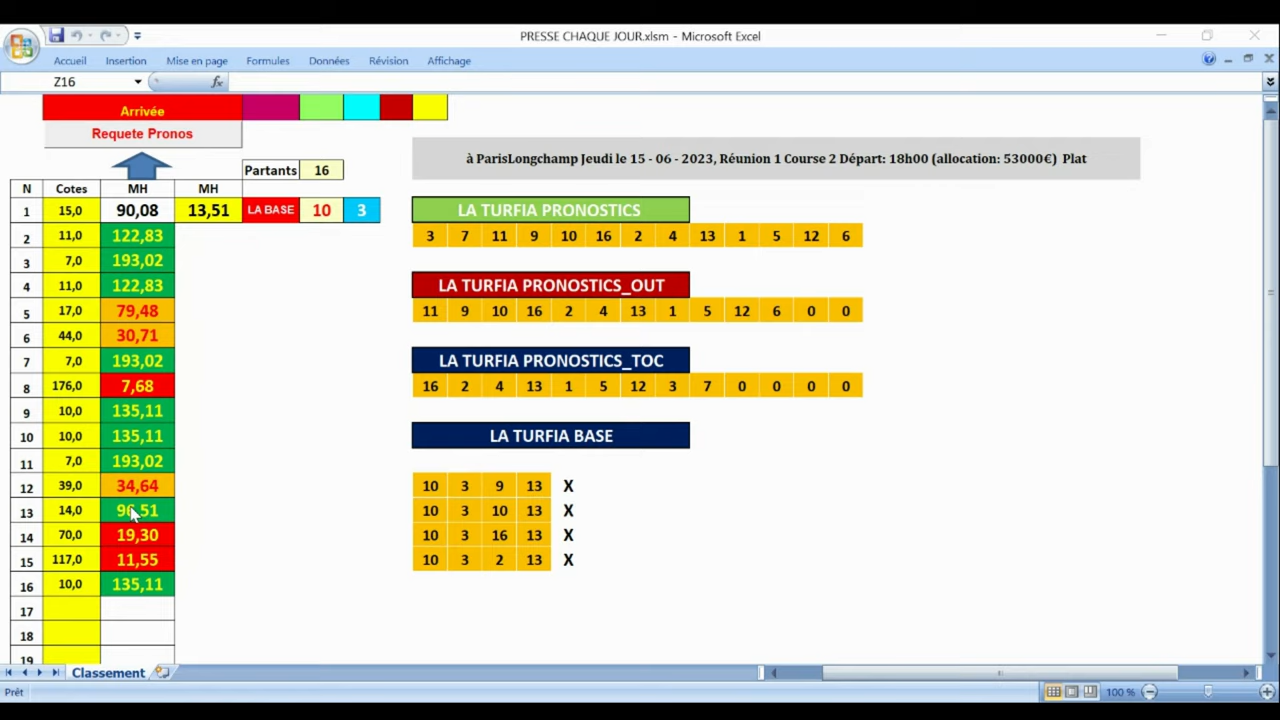 PRESSE CHAQUE JOUR.xlsm - Microsoft Excel
Accueil Insertion Mise en page Formules Données Révision Affichage
Z16 fx
Arrivée
Requete Pronos
à ParisLongchamp Jeudi le 15 - 06 - 2023, Réunion 1 Course 2 Départ: 18h00 (allocation: 53000€) Plat
Partants 16
N Cotes MH MH
1 15,0 90,08 13,51 LA BASE 10 3 LA TURFIA PRONOSTICS
2 11,0 122,83 3 7 11 9 10 16 2 4 13 1 5 12 6
3 7,0 193,02
4 11,0 122,83 LA TURFIA PRONOSTICS_OUT
5 17,0 79,48 11 9 10 16 2 4 13 1 5 12 6 0 0
6 44,0 30,71
7 7,0 193,02 LA TURFIA PRONOSTICS_TOC
8 176,0 7,68 16 2 4 13 1 5 12 3 7 0 0 0 0
9 10,0 135,11
10 10,0 135,11 LA TURFIA BASE
11 7,0 193,02
12 39,0 34,64 10 3 9 13 X
13 14,0 96,51 10 3 10 13 X
14 70,0 19,30 10 3 16 13 X
15 117,0 11,55 10 3 2 13 X
16 10,0 135,11
17
18
19
Classement
Prêt 100 %